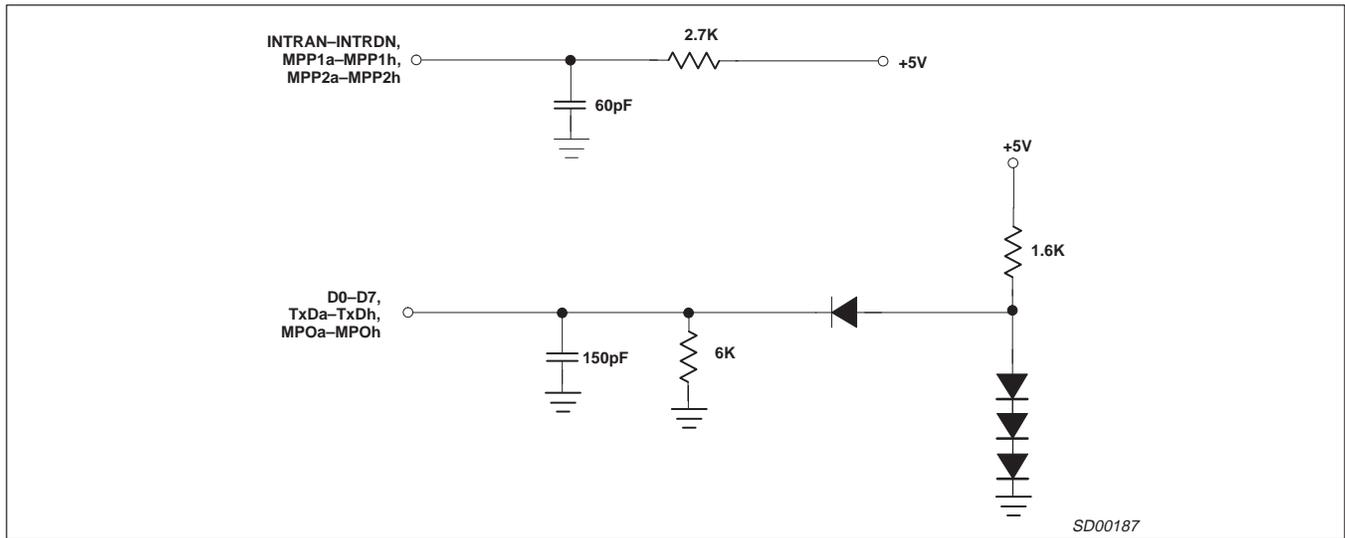 INTRAN–INTRDN,
MPP1a–MPP1h,
MPP2a–MPP2h
2.7K
+5V
60pF
+5V
1.6K
D0–D7,
TxDa–TxDh,
MPOa–MPOh
150pF
6K
SD00187